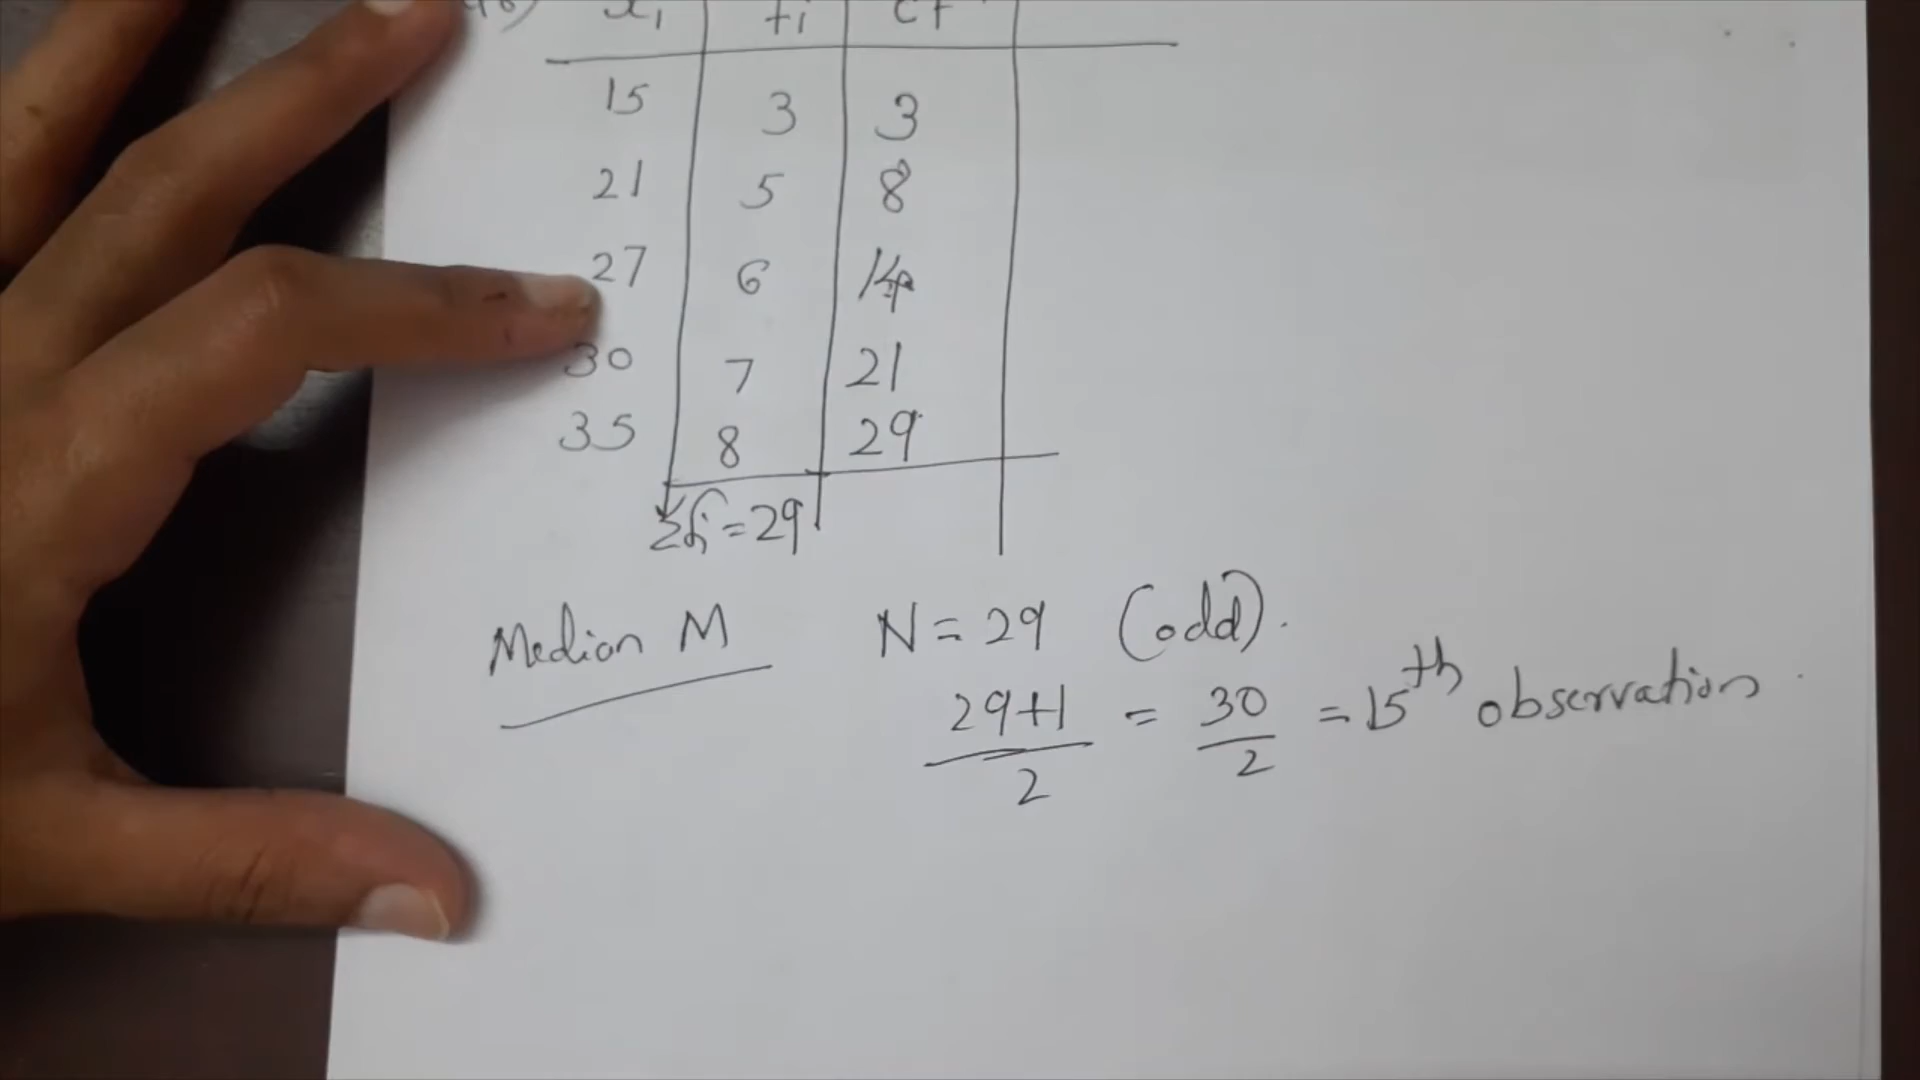 xi fi cf
15 3 3
21 5 8
27 6 14
30 7 21
35 8 29
Σfi = 29
Median M N = 29 (odd).
29+1/2 = 30/2 = 15th observation.